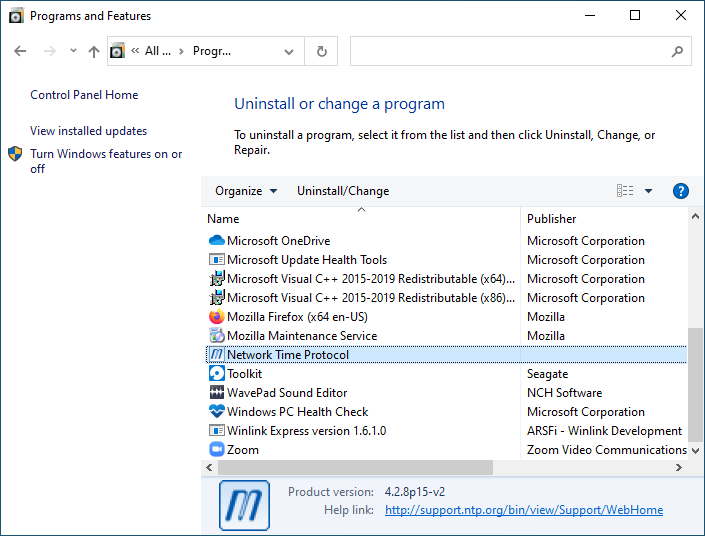 Programs and Features
All ... Progr...
Control Panel Home
View installed updates
Turn Windows features on or
off
Uninstall or change a program
To uninstall a program, select it from the list and then click Uninstall, Change, or
Repair.
Organize Uninstall/Change
Name Publisher
Microsoft OneDrive Microsoft Corporation
Microsoft Update Health Tools Microsoft Corporation
Microsoft Visual C++ 2015-2019 Redistributable (x64)... Microsoft Corporation
Microsoft Visual C++ 2015-2019 Redistributable (x86)... Microsoft Corporation
Mozilla Firefox (x64 en-US) Mozilla
Mozilla Maintenance Service Mozilla
Network Time Protocol
Toolkit Seagate
WavePad Sound Editor NCH Software
Windows PC Health Check Microsoft Corporation
Winlink Express version 1.6.1.0 ARSFi - Winlink Development
Zoom Zoom Video Communications
Product version: 4.2.8p15-v2
Help link: http://support.ntp.org/bin/view/Support/WebHome